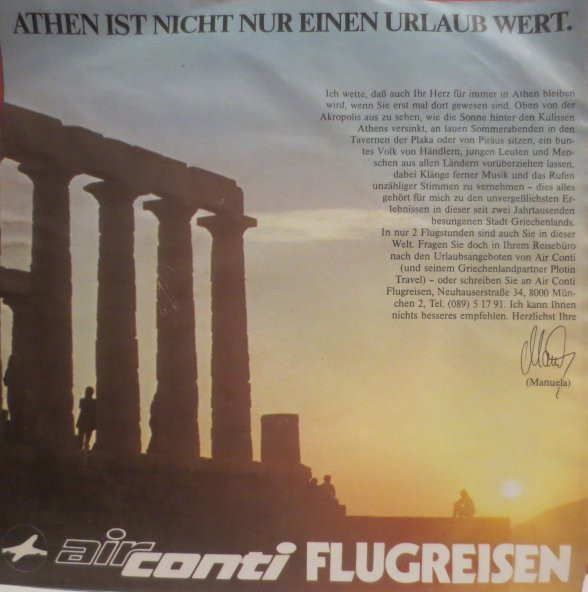 ATHEN IST NICHT NUR EINEN URLAUB WERT.
Ich wette, daß auch Ihr Herz für immer in Athen bleiben
wird, wenn Sie erst mal dort gewesen sind. Oben von der
Akropolis aus zu sehen, wie die Sonne hinter den Kulissen
Athens versinkt, an lauen Sommerabenden in den
Tavernen der Plaka oder von Piräus sitzen, ein bun-
tes Volk von Händlern, jungen Leuten und Men-
schen aus allen Ländern vorüberziehen lassen,
dabei Klänge ferner Musik und das Rufen
unzähliger Stimmen zu vernehmen – dies alles
gehört für mich zu den unvergeßlichsten Er-
lebnissen in dieser seit zwei Jahrtausenden
besungenen Stadt Griechenlands.
In nur 2 Flugstunden sind auch Sie in dieser
Welt. Fragen Sie doch in Ihrem Reisebüro
nach den Urlaubsangeboten von Air Conti
(und seinem Griechenlandpartner Plotin
Travel) – oder schreiben Sie an Air Conti
Flugreisen, Neuhauserstraße 34, 8000 Mün-
chen 2, Tel. (089) 5 17 91. Ich kann Ihnen
nichts besseres empfehlen. Herzlichst Ihre
(Manuela)
air conti FLUGREISEN